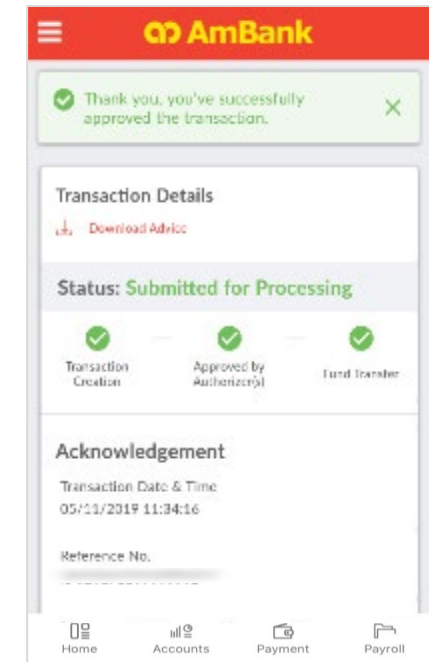 AmBank
Thank you, you've successfully
approved the transaction.
Transaction Details
Download Advice
Status: Submitted for Processing
Transaction
Creation
Approved by
Authorizer(s)
Fund Transfer
Acknowledgement
Transaction Date & Time
05/11/2019 11:34:16
Reference No.
Home
Accounts
Payment
Payroll